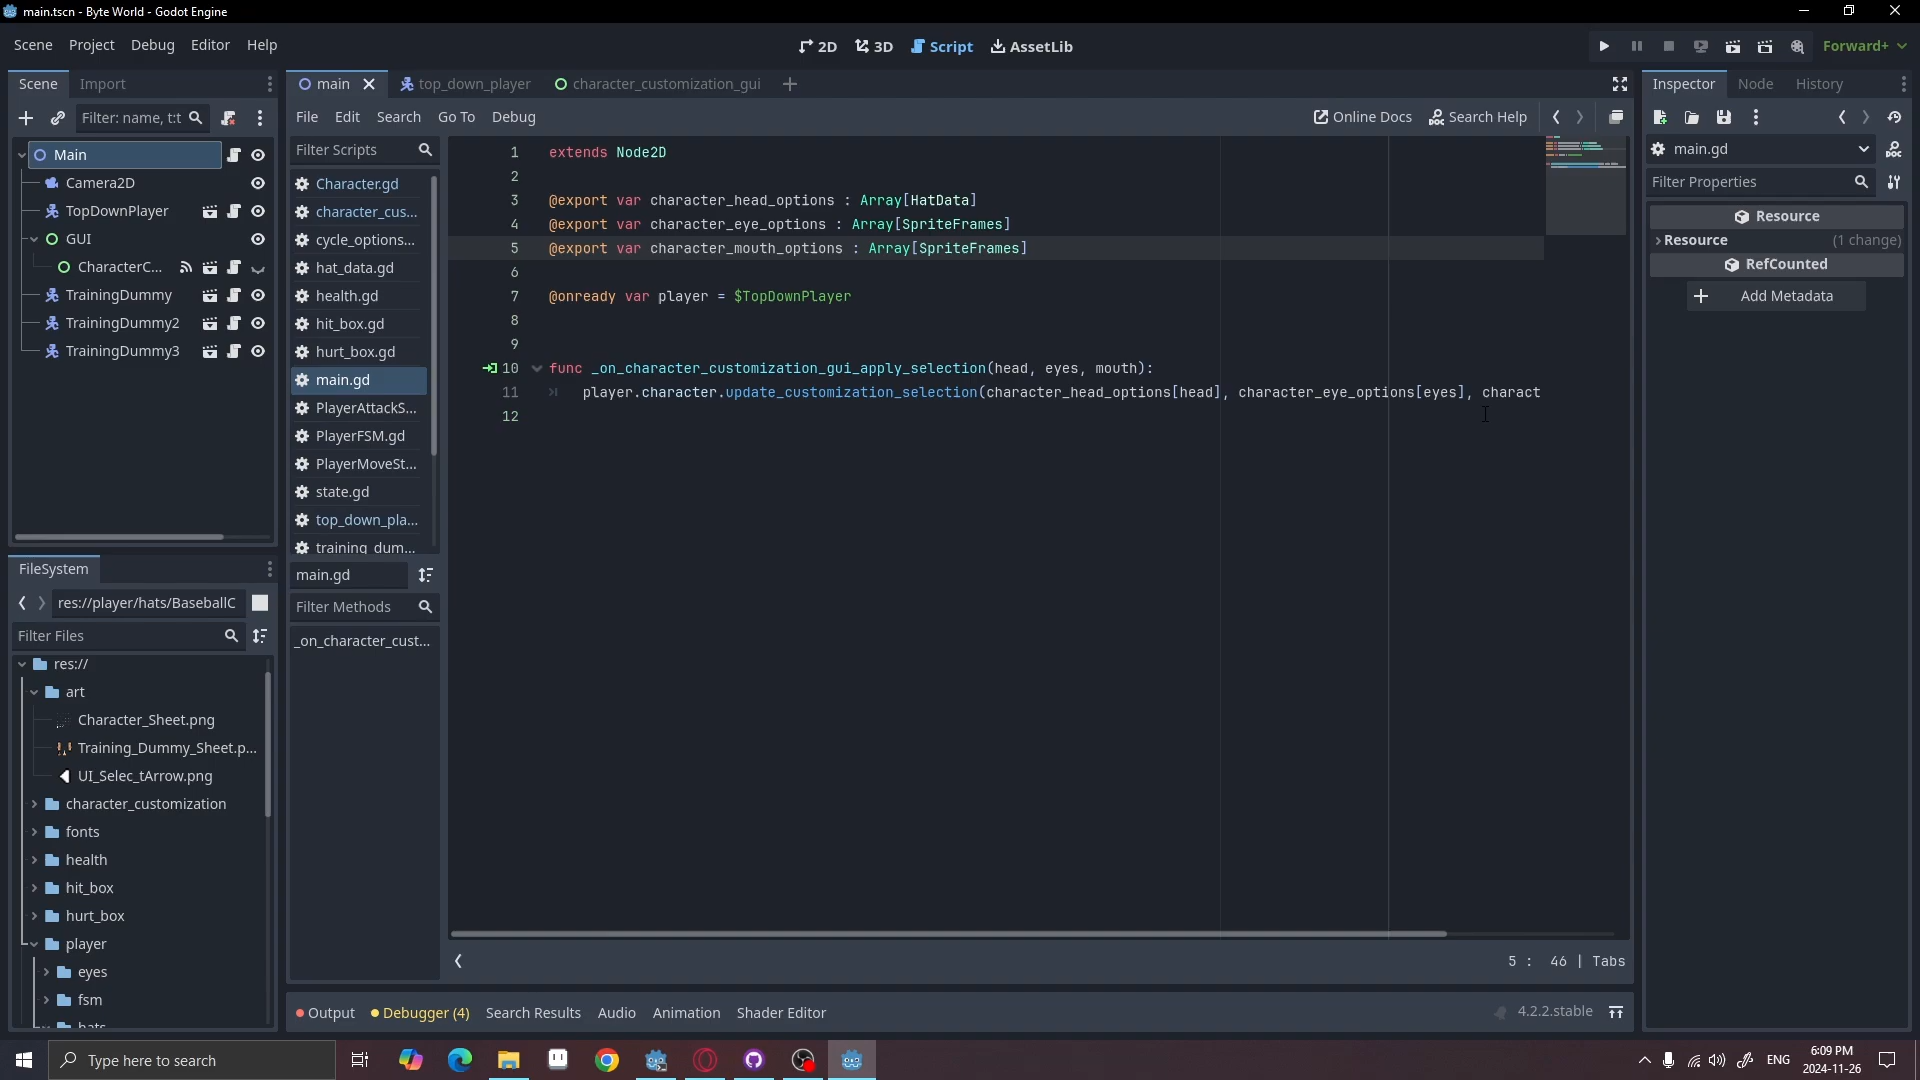 main.tscn - Byte World - Godot Engine
Scene Project Debug Editor Help
2D 3D Script AssetLib
Forward+
Scene Import
main top_down_player character_customization_gui
Inspector Node History
Filter: name, t:t
File Edit Search Go To Debug
Online Docs Search Help
Filter Scripts
main.gd
Filter Properties
Resource
Resource (1 change)
RefCounted
Add Metadata
Main
Camera2D
TopDownPlayer
GUI
CharacterC...
TrainingDummy
TrainingDummy2
TrainingDummy3
Character.gd
character_cus...
cycle_options...
hat_data.gd
health.gd
hit_box.gd
hurt_box.gd
main.gd
PlayerAttackS...
PlayerFSM.gd
PlayerMoveSt...
state.gd
top_down_pla...
training_dum...
main.gd
Filter Methods
_on_character_cust...
1 extends Node2D
2
3 @export var character_head_options : Array[HatData]
4 @export var character_eye_options : Array[SpriteFrames]
5 @export var character_mouth_options : Array[SpriteFrames]
6
7 @onready var player = $TopDownPlayer
8
9
10 func _on_character_customization_gui_apply_selection(head, eyes, mouth):
11 player.character.update_customization_selection(character_head_options[head], character_eye_options[eyes], charact
12
FileSystem
res://player/hats/BaseballC
Filter Files
res://
art
Character_Sheet.png
Training_Dummy_Sheet.p...
UI_Selec_tArrow.png
character_customization
fonts
health
hit_box
hurt_box
player
eyes
fsm
hats
5 : 46 | Tabs
Output Debugger (4) Search Results Audio Animation Shader Editor
4.2.2.stable
Type here to search
ENG
6:09 PM
2024-11-26